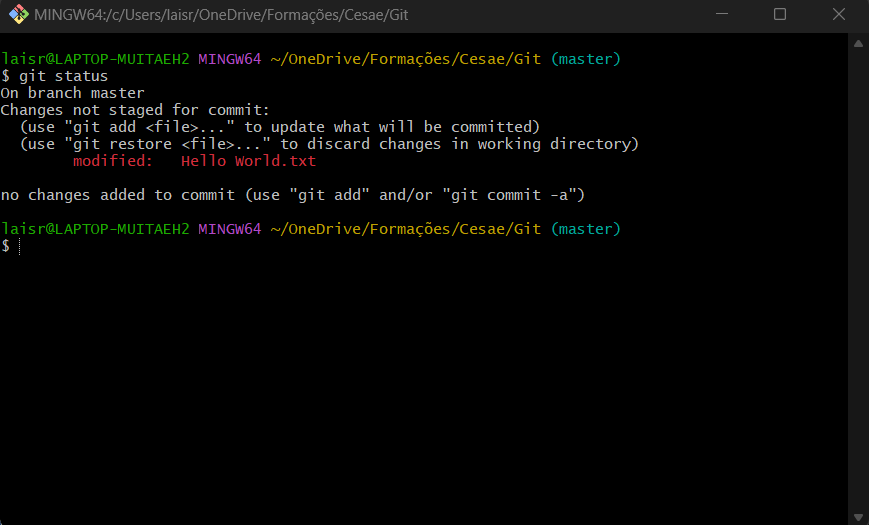 MINGW64:/c/Users/laisr/OneDrive/Formações/Cesae/Git
laisr@LAPTOP-MUITAEH2 MINGW64 ~/OneDrive/Formações/Cesae/Git (master)
$ git status
On branch master
Changes not staged for commit:
  (use "git add <file>..." to update what will be committed)
  (use "git restore <file>..." to discard changes in working directory)
        modified:   Hello World.txt

no changes added to commit (use "git add" and/or "git commit -a")

laisr@LAPTOP-MUITAEH2 MINGW64 ~/OneDrive/Formações/Cesae/Git (master)
$